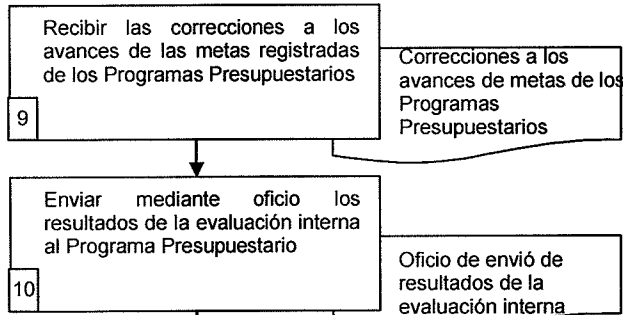 Recibir las correcciones a los
avances de las metas registradas
de los Programas Presupuestarios
9
Correcciones a los
avances de metas de los
Programas
Presupuestarios
Enviar mediante oficio los
resultados de la evaluación interna
al Programa Presupuestario
10
Oficio de envió de
resultados de la
evaluación interna